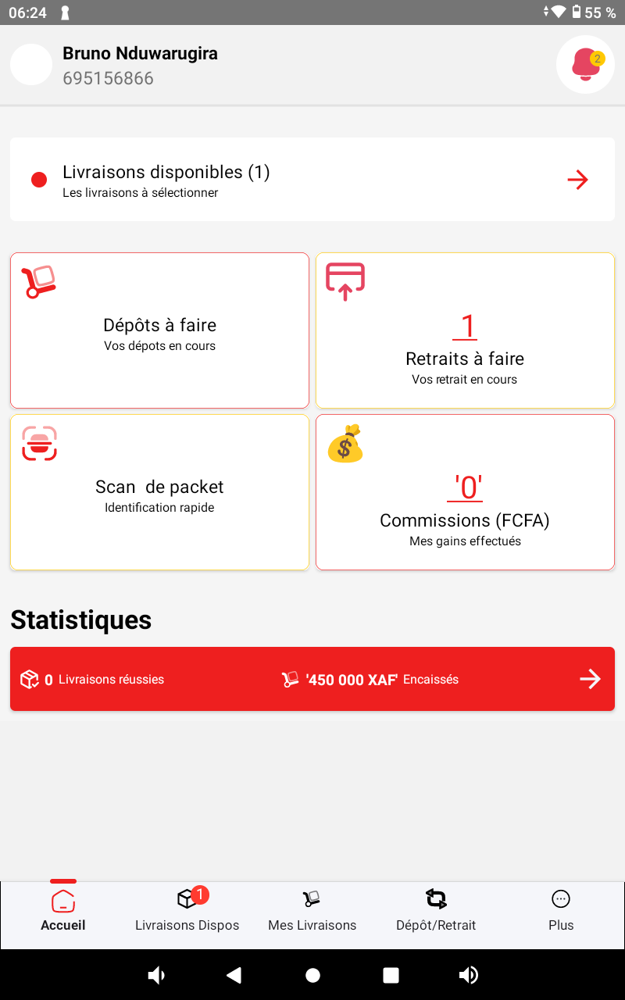 06:24
55 %
Bruno Nduwarugira
695156866
2
Livraisons disponibles (1)
Les livraisons à sélectionner
Dépôts à faire
Vos dépots en cours
1
Retraits à faire
Vos retrait en cours
Scan  de packet
Identification rapide
'0'
Commissions (FCFA)
Mes gains effectués
Statistiques
0 Livraisons réussies
'450 000 XAF' Encaissés
1
Accueil
Livraisons Dispos
Mes Livraisons
Dépôt/Retrait
Plus